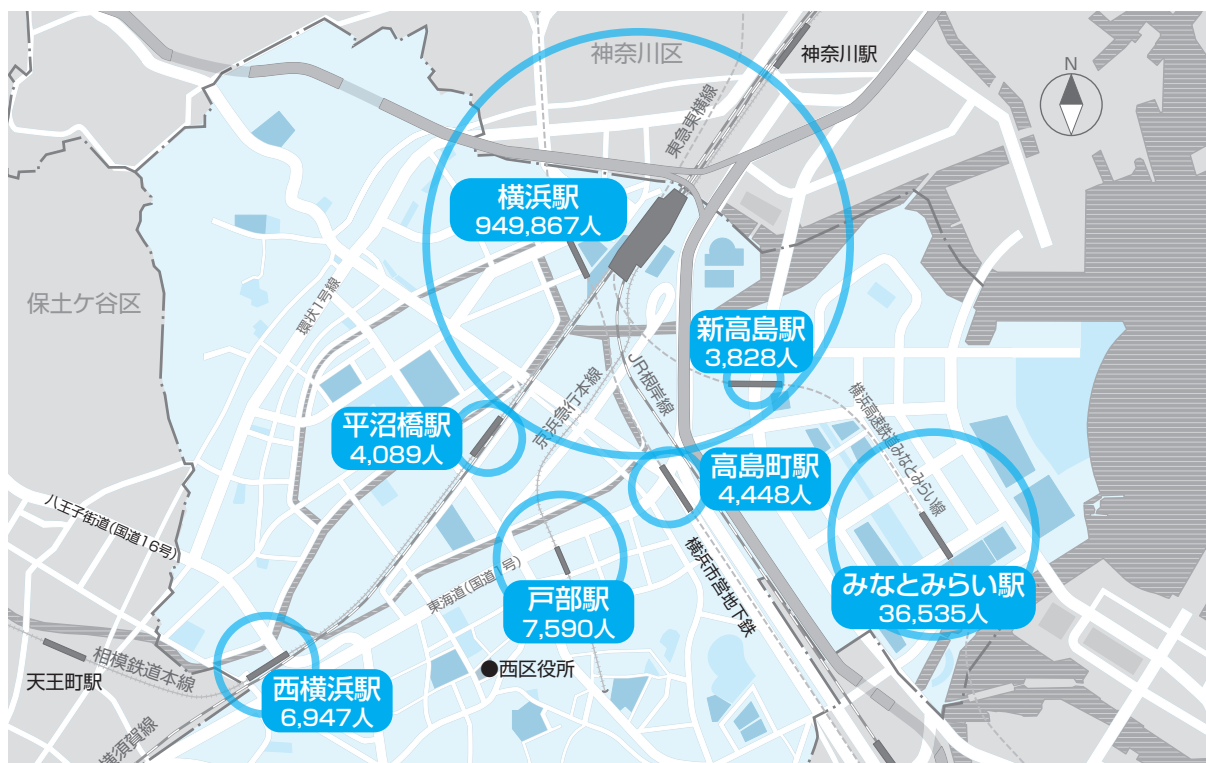 神奈川区
神奈川駅
N
東急東横線
横浜駅
949,867人
保土ケ谷区
環状1号線
新高島駅
3,828人
JR根岸線
京浜急行本線
横浜高速鉄道みなとみらい線
平沼橋駅
4,089人
高島町駅
4,448人
八王子街道(国道16号)
東海道(国道1号)
横浜市営地下鉄
みなとみらい駅
36,535人
戸部駅
7,590人
●西区役所
相模鉄道本線
天王町駅
西横浜駅
6,947人
横須賀線